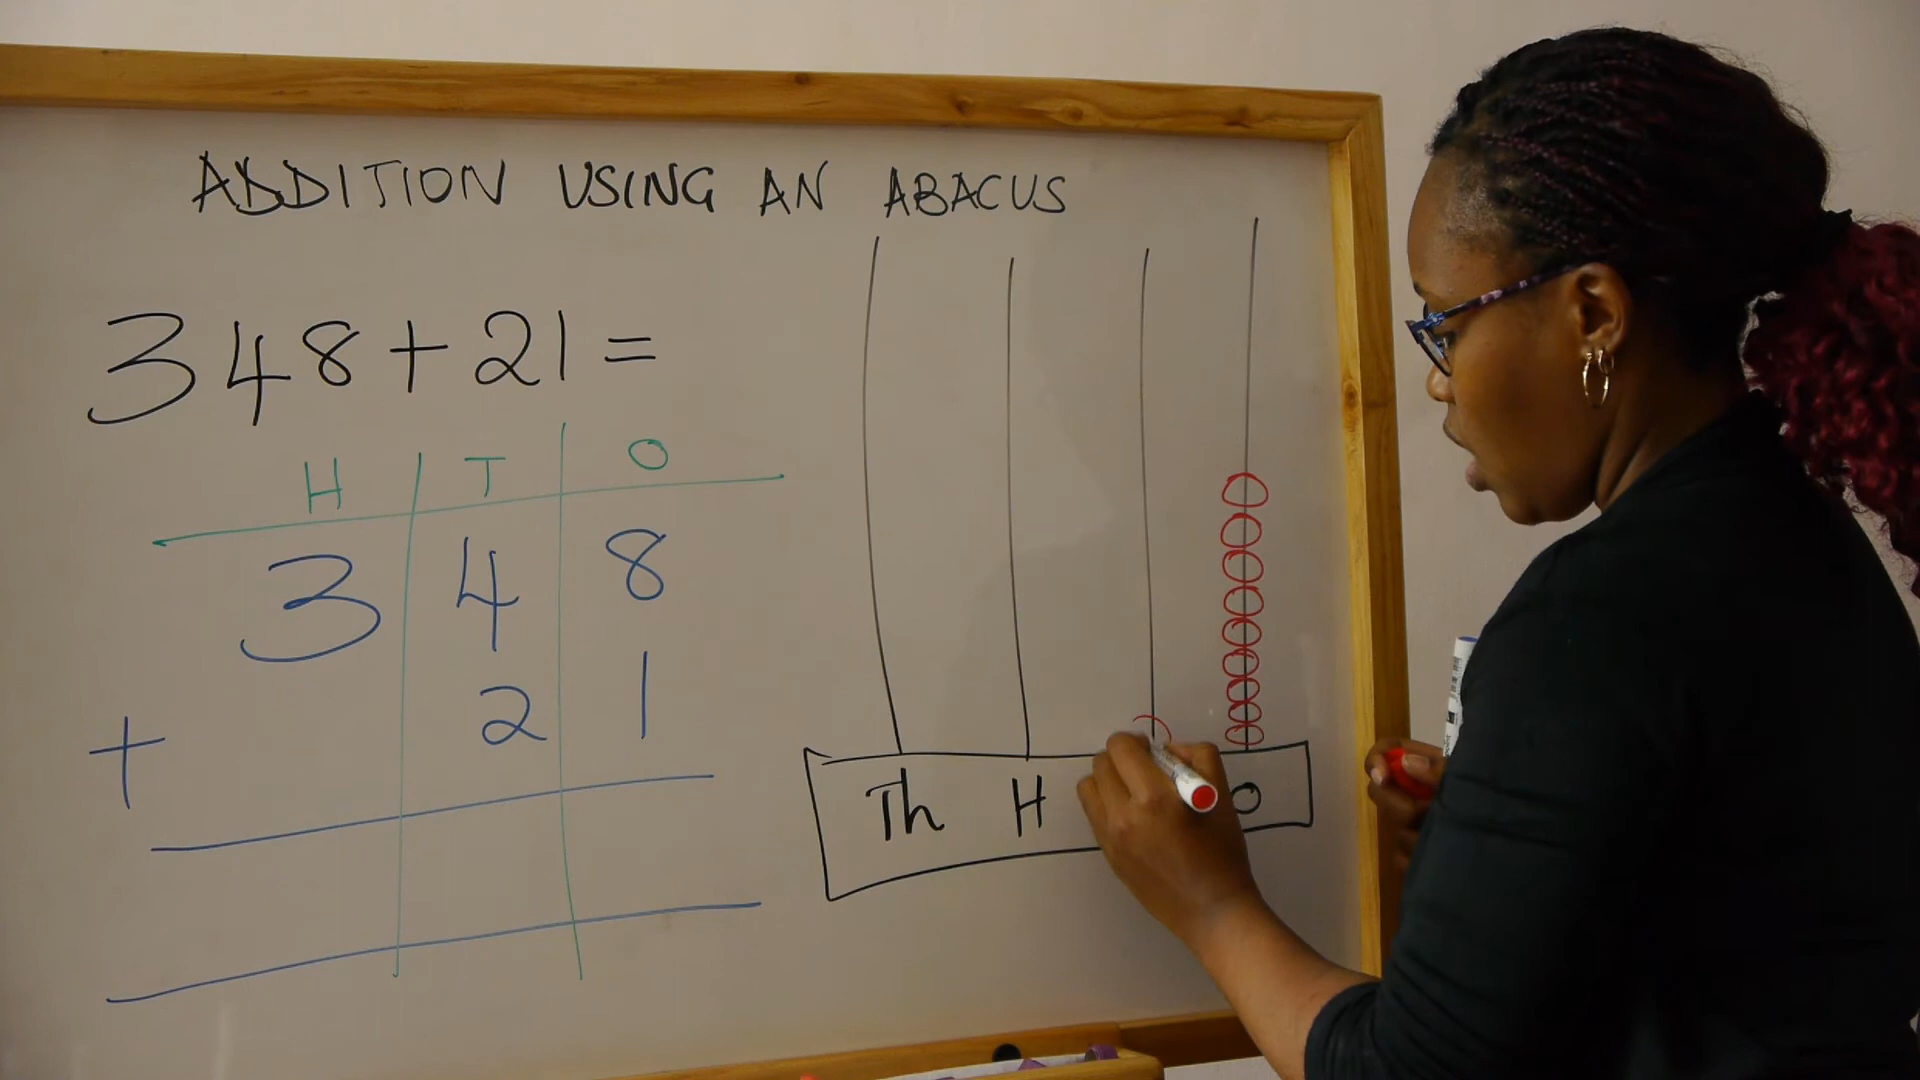 ADDITION USING AN ABACUS
348+21=
H T O
3 4 8
+ 2 1
Th H O